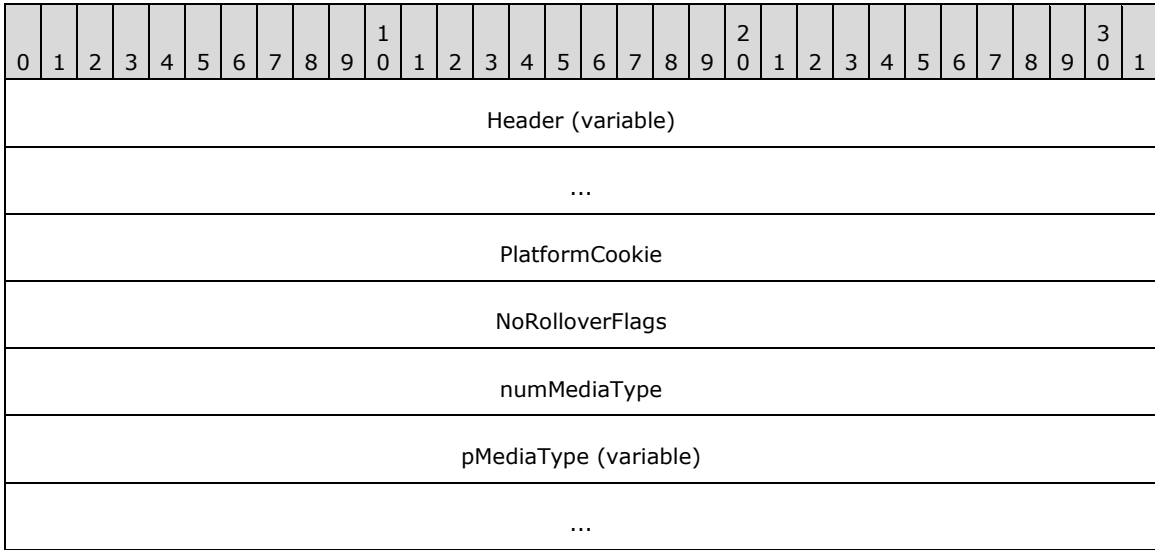 1 2 3
0 1 2 3 4 5 6 7 8 9 0 1 2 3 4 5 6 7 8 9 0 1 2 3 4 5 6 7 8 9 0 1
Header (variable)
...
PlatformCookie
NoRolloverFlags
numMediaType
pMediaType (variable)
...